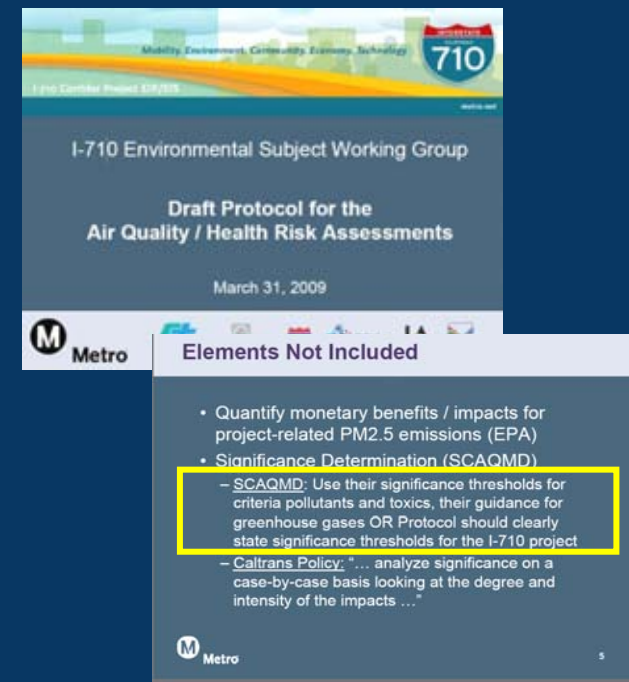 Mobility, Environment, Community, Economy, Technology
INTERSTATE
CALIFORNIA
710
I-710 Corridor Project EIR/EIS
metro.net
I-710 Environmental Subject Working Group
Draft Protocol for the
Air Quality / Health Risk Assessments
March 31, 2009
M Metro
Elements Not Included
• Quantify monetary benefits / impacts for
project-related PM2.5 emissions (EPA)
• Significance Determination (SCAQMD)
– SCAQMD: Use their significance thresholds for
criteria pollutants and toxics, their guidance for
greenhouse gases OR Protocol should clearly
state significance thresholds for the I-710 project
– Caltrans Policy: “… analyze significance on a
case-by-case basis looking at the degree and
intensity of the impacts …”
M Metro
5